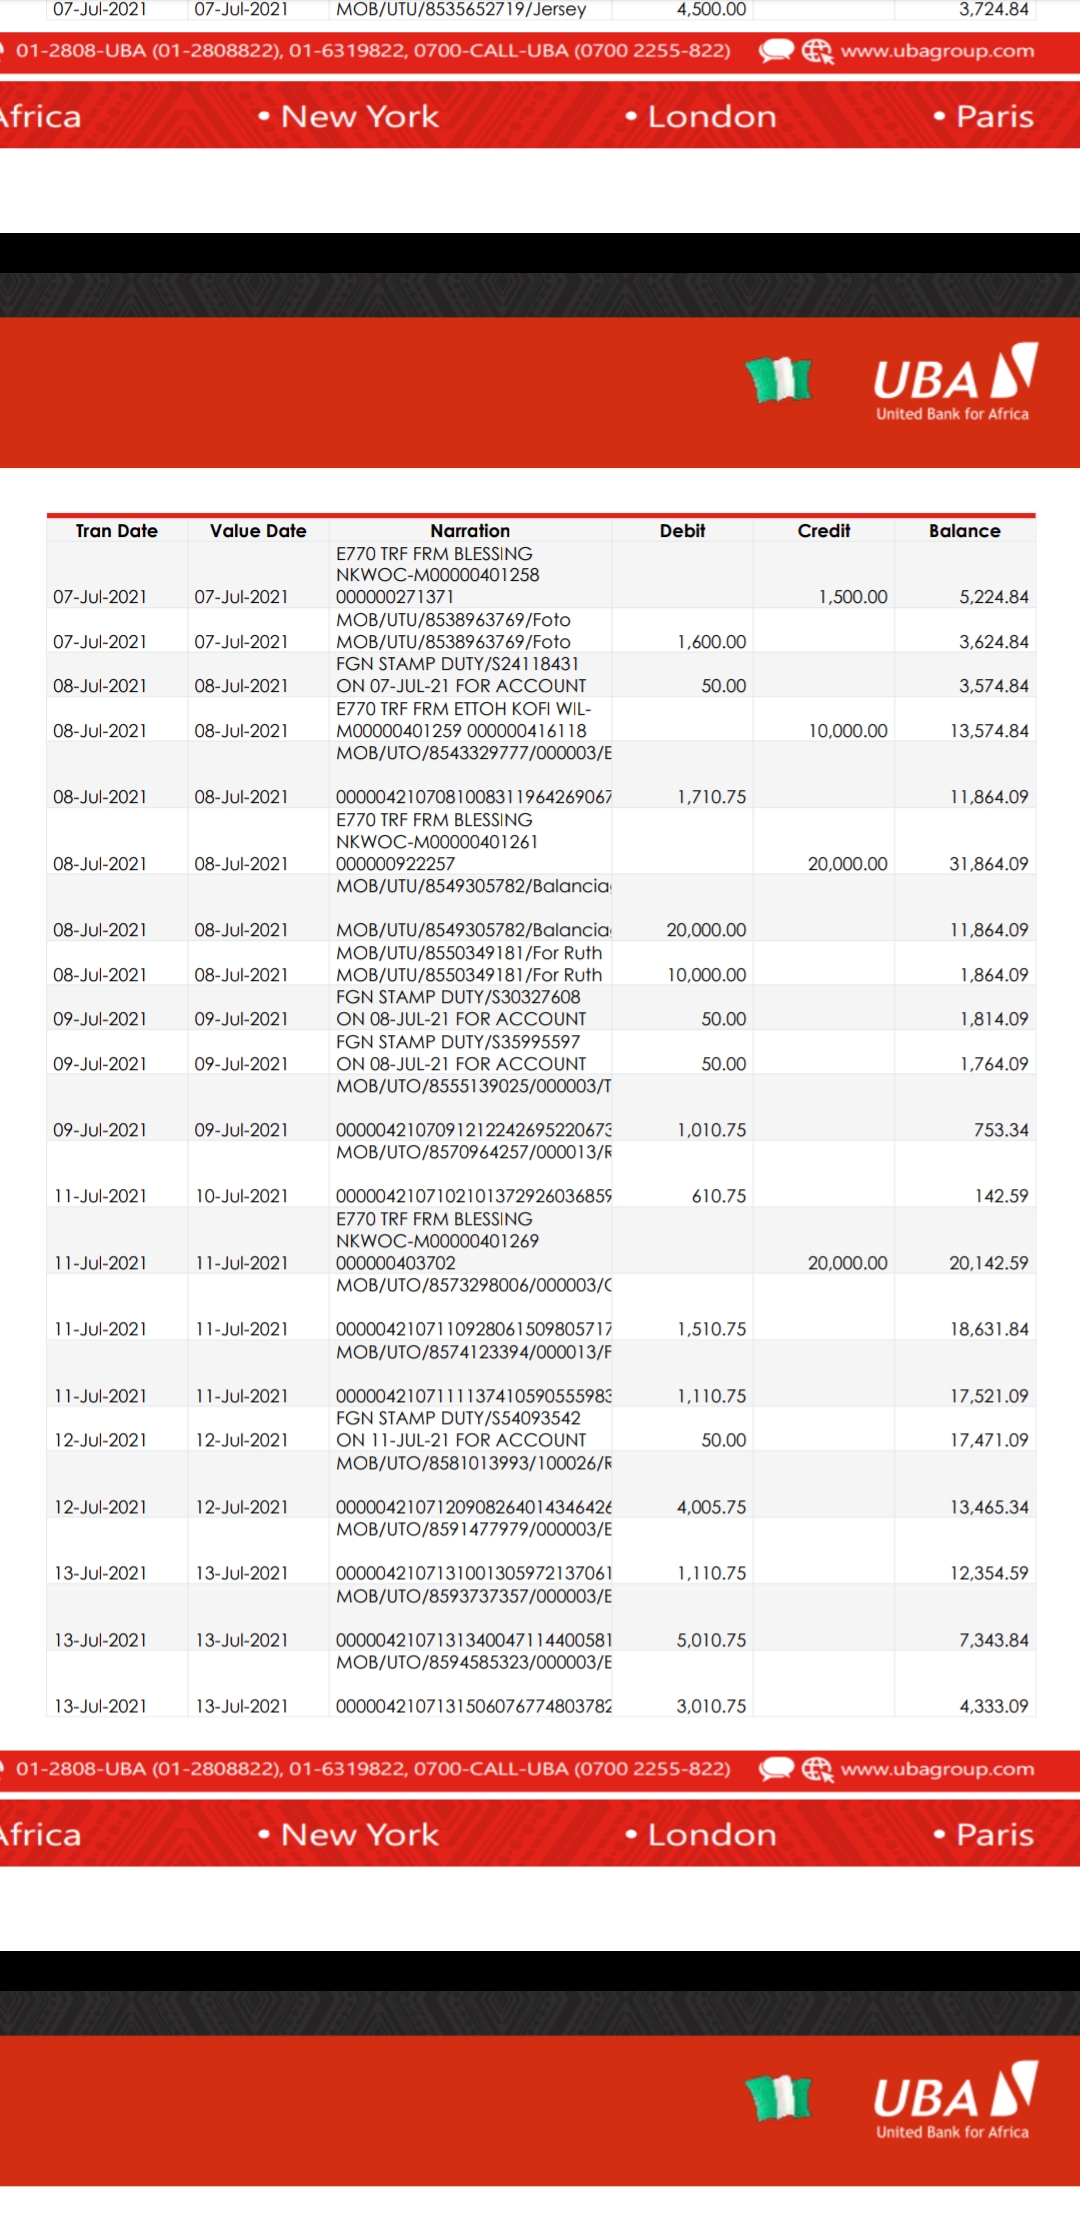 07-Jul-2021 07-Jul-2021 MOB/UTU/8535652719/Jersey 4,500.00 3,724.84
01-2808-UBA (01-2808822), 01-6319822, 0700-CALL-UBA (0700 2255-822) www.ubagroup.com
Africa • New York • London • Paris
UBA
United Bank for Africa
Tran Date Value Date Narration Debit Credit Balance
E770 TRF FRM BLESSING
NKWOC-M00000401258
07-Jul-2021 07-Jul-2021 000000271371 1,500.00 5,224.84
MOB/UTU/8538963769/Foto
07-Jul-2021 07-Jul-2021 MOB/UTU/8538963769/Foto 1,600.00 3,624.84
FGN STAMP DUTY/S24118431
08-Jul-2021 08-Jul-2021 ON 07-JUL-21 FOR ACCOUNT 50.00 3,574.84
E770 TRF FRM ETTOH KOFI WIL-
08-Jul-2021 08-Jul-2021 M00000401259 000000416118 10,000.00 13,574.84
MOB/UTO/8543329777/000003/E
08-Jul-2021 08-Jul-2021 0000042107081008311964269067 1,710.75 11,864.09
E770 TRF FRM BLESSING
NKWOC-M00000401261
08-Jul-2021 08-Jul-2021 000000922257 20,000.00 31,864.09
MOB/UTU/8549305782/Balancia
08-Jul-2021 08-Jul-2021 MOB/UTU/8549305782/Balancia 20,000.00 11,864.09
MOB/UTU/8550349181/For Ruth
08-Jul-2021 08-Jul-2021 MOB/UTU/8550349181/For Ruth 10,000.00 1,864.09
FGN STAMP DUTY/S30327608
09-Jul-2021 09-Jul-2021 ON 08-JUL-21 FOR ACCOUNT 50.00 1,814.09
FGN STAMP DUTY/S35995597
09-Jul-2021 09-Jul-2021 ON 08-JUL-21 FOR ACCOUNT 50.00 1,764.09
MOB/UTO/8555139025/000003/T
09-Jul-2021 09-Jul-2021 0000042107091212242695220673 1,010.75 753.34
MOB/UTO/8570964257/000013/R
11-Jul-2021 10-Jul-2021 0000042107102101372926036859 610.75 142.59
E770 TRF FRM BLESSING
NKWOC-M00000401269
11-Jul-2021 11-Jul-2021 000000403702 20,000.00 20,142.59
MOB/UTO/8573298006/000003/
11-Jul-2021 11-Jul-2021 0000042107110928061509805717 1,510.75 18,631.84
MOB/UTO/8574123394/000013/F
11-Jul-2021 11-Jul-2021 0000042107111137410590555983 1,110.75 17,521.09
FGN STAMP DUTY/S54093542
12-Jul-2021 12-Jul-2021 ON 11-JUL-21 FOR ACCOUNT 50.00 17,471.09
MOB/UTO/8581013993/100026/R
12-Jul-2021 12-Jul-2021 0000042107120908264014346426 4,005.75 13,465.34
MOB/UTO/8591477979/000003/E
13-Jul-2021 13-Jul-2021 0000042107131001305972137061 1,110.75 12,354.59
MOB/UTO/8593737357/000003/E
13-Jul-2021 13-Jul-2021 0000042107131340047114400581 5,010.75 7,343.84
MOB/UTO/8594585323/000003/E
13-Jul-2021 13-Jul-2021 0000042107131506076774803782 3,010.75 4,333.09
01-2808-UBA (01-2808822), 01-6319822, 0700-CALL-UBA (0700 2255-822) www.ubagroup.com
Africa • New York • London • Paris
UBA
United Bank for Africa